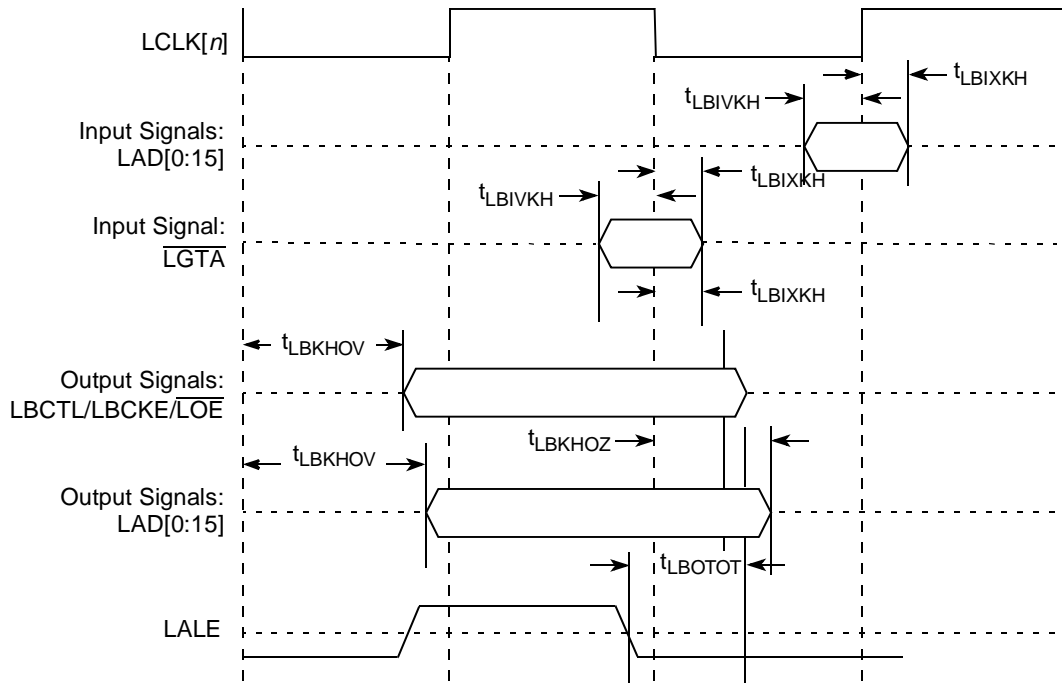 LCLK[n]
tLBIXKH
tLBIVKH
Input Signals:
LAD[0:15]
tLBIXKH
tLBIVKH
Input Signal:
LGTA
tLBIXKH
tLBKHOV
Output Signals:
LBCTL/LBCKE/LOE
tLBKHOZ
tLBKHOV
Output Signals:
LAD[0:15]
tLBOTOT
LALE